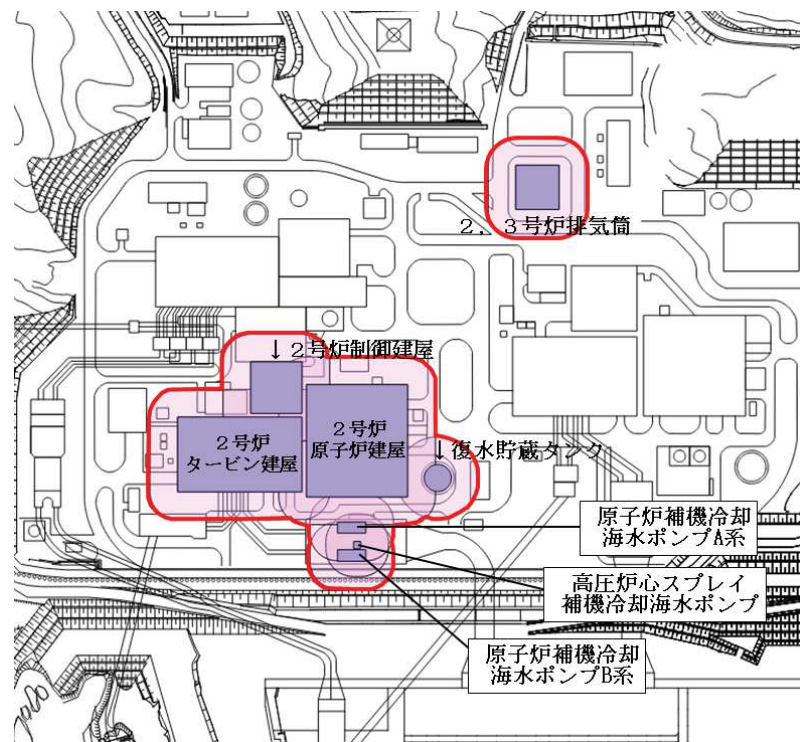 ２，３号炉排気筒
↓２号炉制御建屋
２号炉
原子炉建屋
２号炉
タービン建屋
↓復水貯蔵タンク
原子炉補機冷却
海水ポンプA系
高圧炉心スプレイ
補機冷却海水ポンプ
原子炉補機冷却
海水ポンプB系